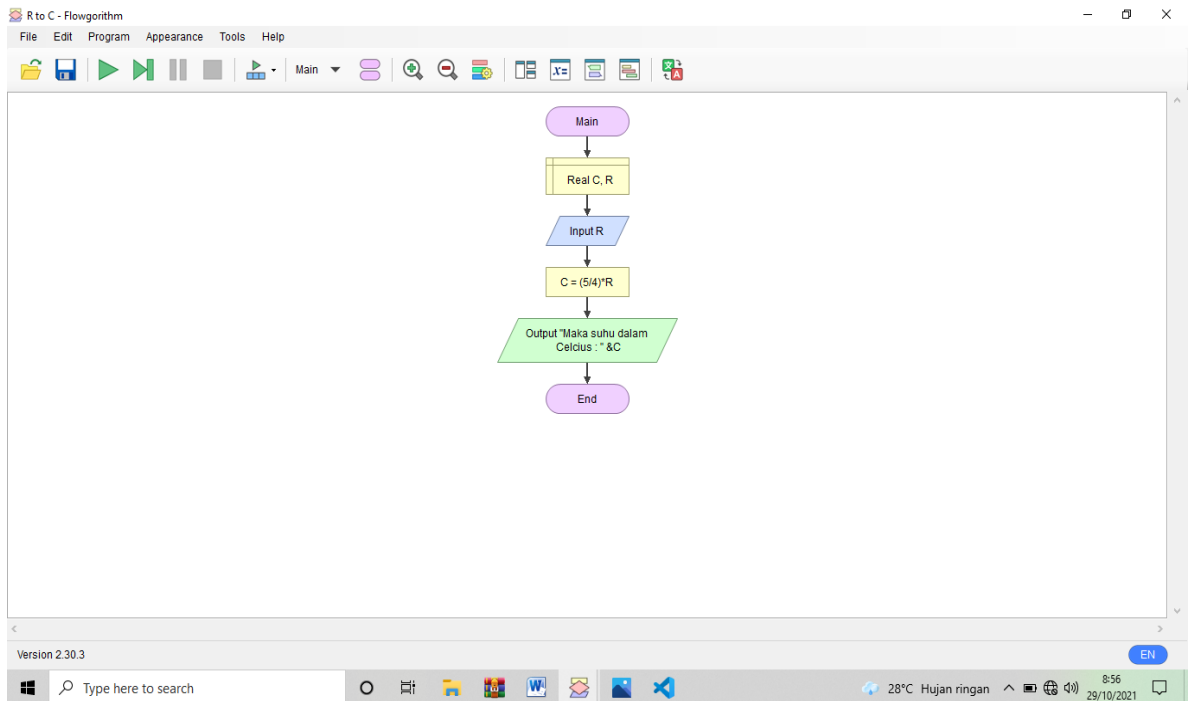 R to C - Flowgorithm
File Edit Program Appearance Tools Help
Main
Main
Real C, R
Input R
C = (5/4)*R
Output "Maka suhu dalam
Celcius : " &C
End
Version 2.30.3
EN
Type here to search
28°C Hujan ringan
8:56
29/10/2021